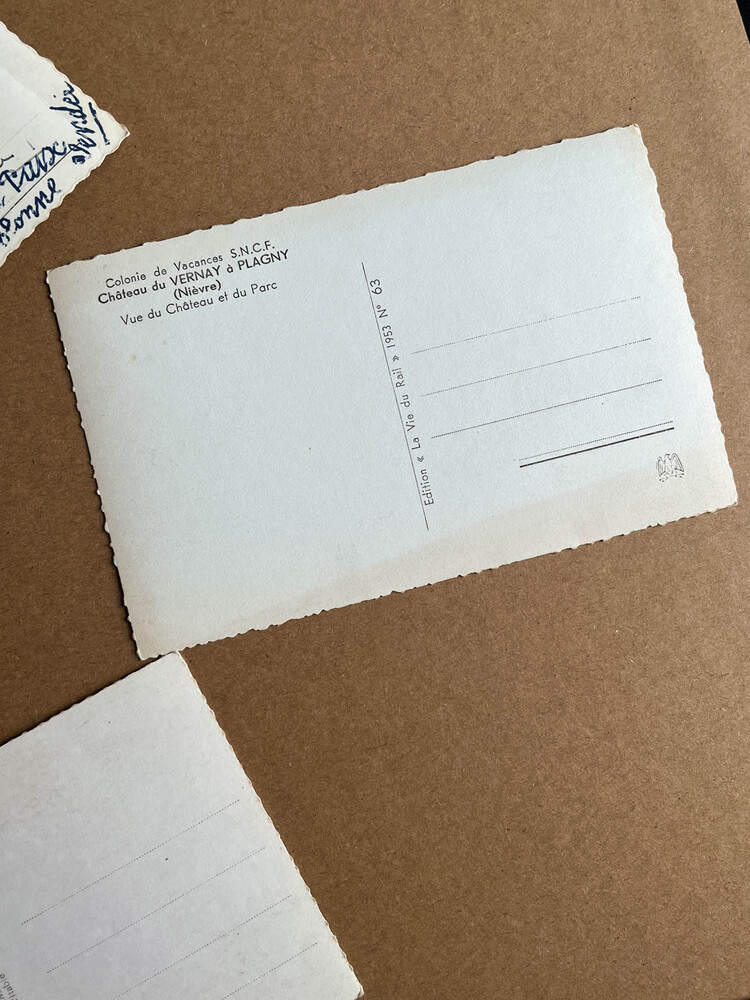 Colonie de Vacances S.N.C.F.
Château du VERNAY à PLAGNY
(Nièvre)
Vue du Château et du Parc
Edition « La Vie du Rail » 1953 N° 63